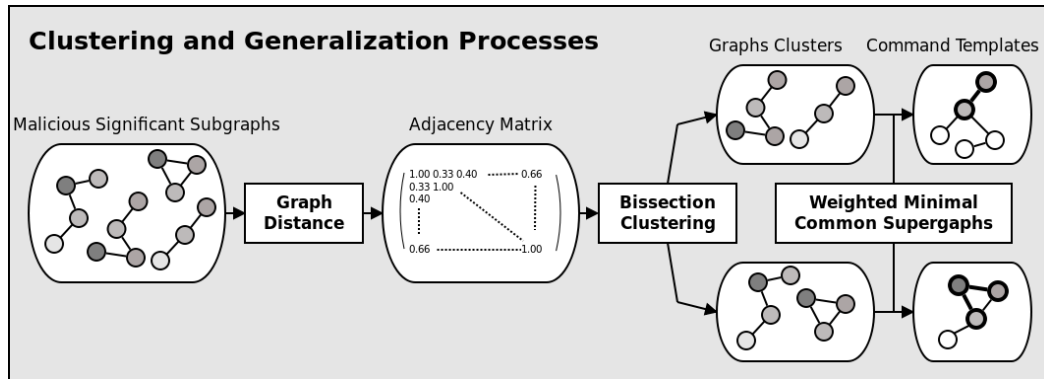 Clustering and Generalization Processes
Graphs Clusters
Command Templates
Malicious Significant Subgraphs
Adjacency Matrix
1.00 0.33 0.40 0.66
0.33 1.00
0.40
0.66 1.00
Graph
Distance
Bissection
Clustering
Weighted Minimal
Common Supergaphs